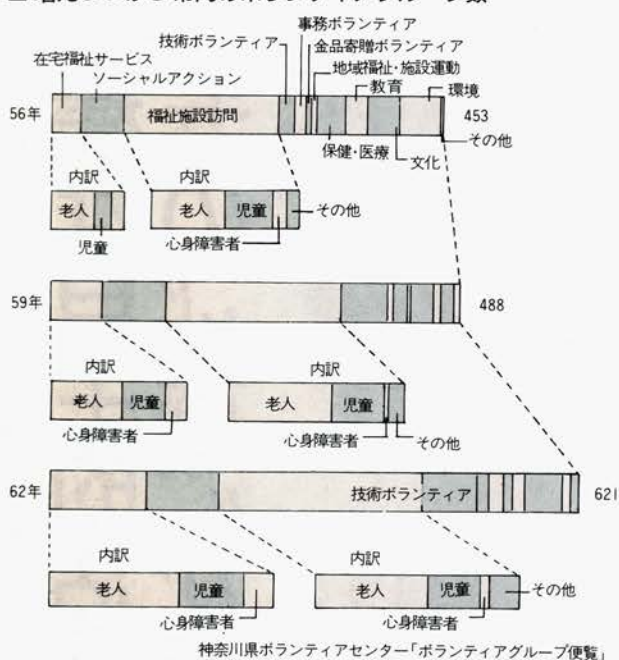 事務ボランティア
技術ボランティア
金品寄贈ボランティア
在宅福祉サービス
地域福祉・施設運動
ソーシャルアクション
教育
環境
56年
福祉施設訪問
453
その他
保健・医療
文化
内訳
内訳
老人
老人
児童
その他
児童
心身障害者
59年
488
内訳
内訳
老人
児童
老人
児童
心身障害者
心身障害者
その他
62年
技術ボランティア
621
内訳
内訳
老人
児童
老人
児童
その他
心身障害者
心身障害者
神奈川県ボランティアセンター「ボランティアグループ便覧」